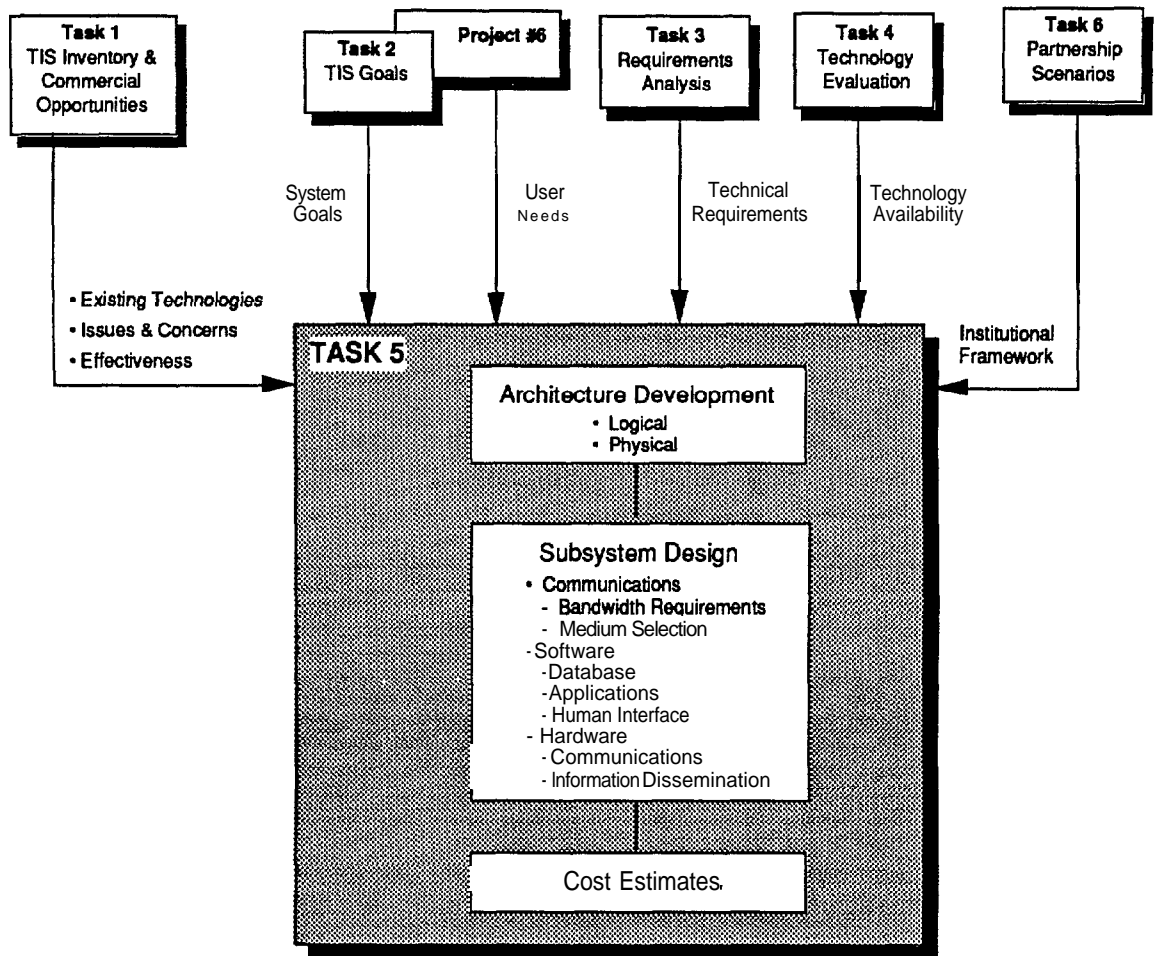 Task 1
TIS Inventory &
Commercial
Opportunities
Task 2
TIS Goals
Project #6
Task 3
Requirements
Analysis
Task 4
Technology
Evaluation
Task 6
Partnership
Scenarios
System
Goals
User
Needs
Technical
Requirements
Technology
Availability
• Existing Technologies
• Issues & Concerns
• Effectiveness
Institutional
Framework
TASK 5
Architecture Development
• Logical
• Physical
Subsystem Design
• Communications
- Bandwidth Requirements
- Medium Selection
- Software
- Database
- Applications
- Human Interface
- Hardware
- Communications
- Information Dissemination
Cost Estimates.